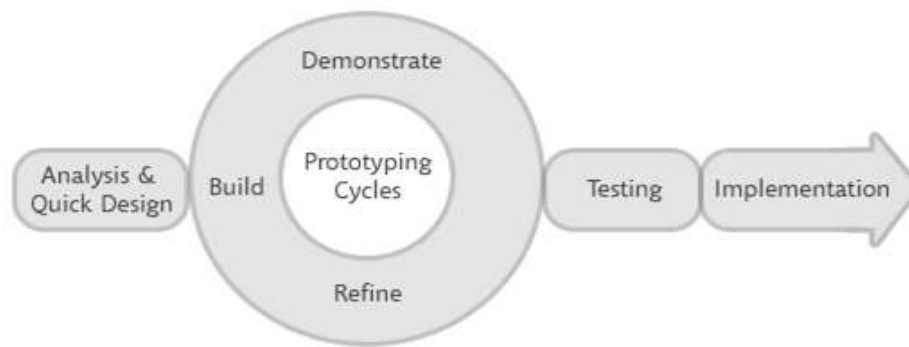 Analysis &
Quick Design
Build
Demonstrate
Prototyping
Cycles
Refine
Testing
Implementation